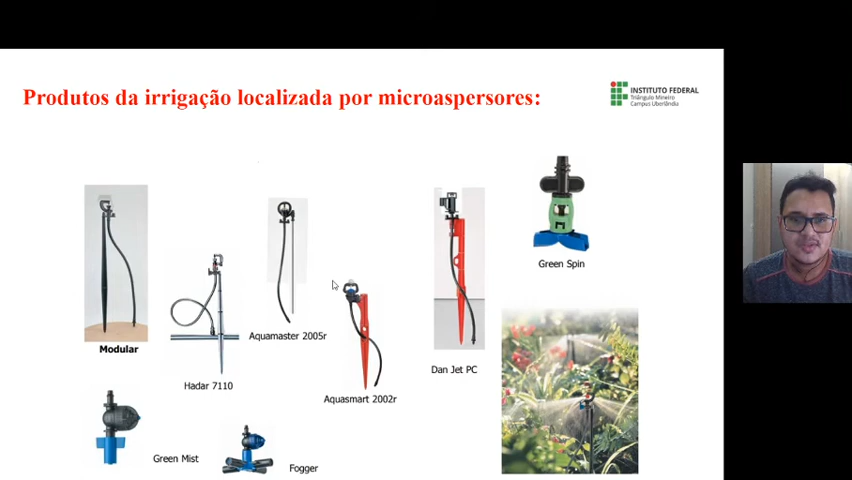 Produtos da irrigação localizada por microaspersores:
INSTITUTO FEDERAL
Triângulo Mineiro
Campus Uberlândia
Green Spin
Aquamaster 2005r
Modular
Dan Jet PC
Hadar 7110
Aquasmart 2002r
Green Mist
Fogger